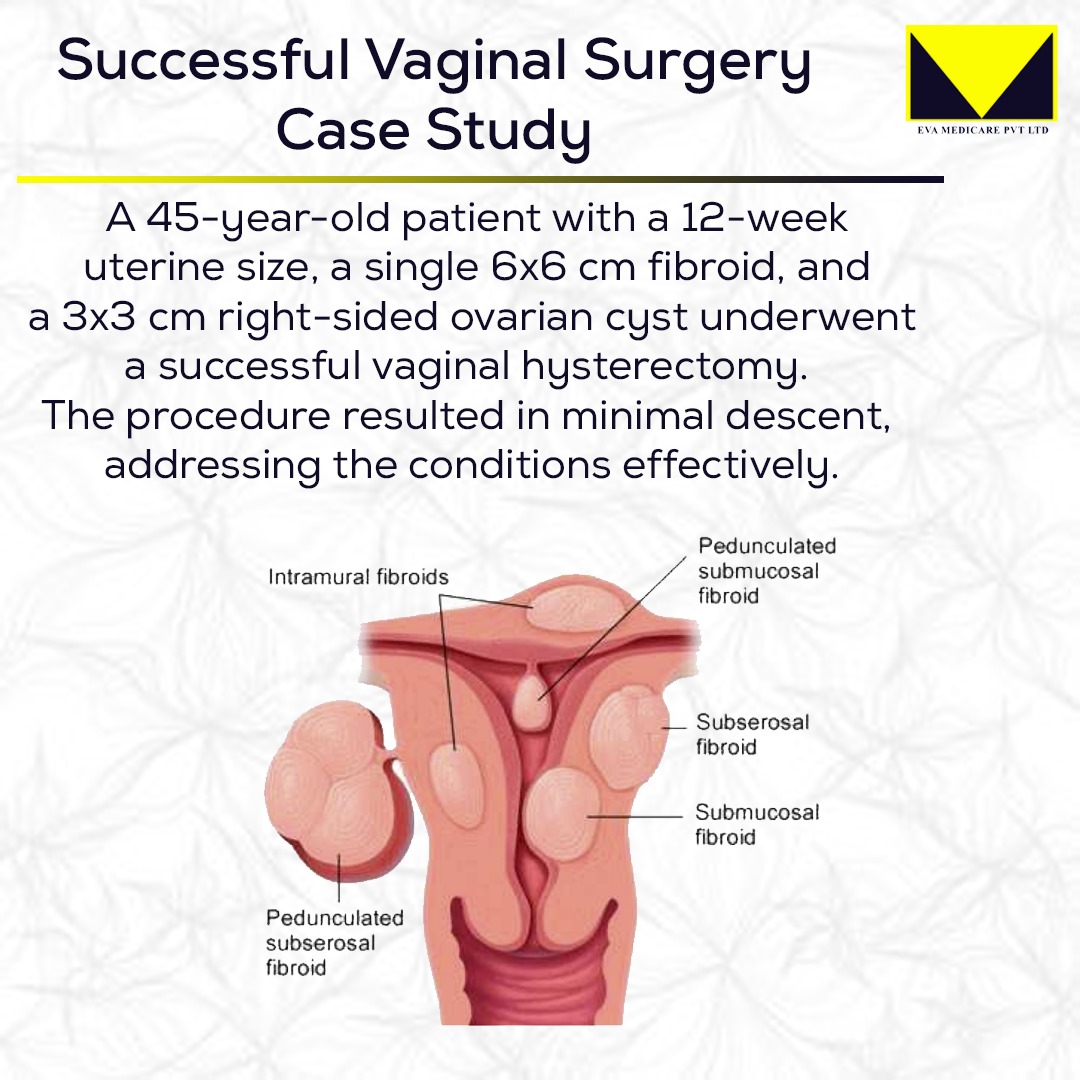 Successful Vaginal Surgery
Case Study
EVA MEDICARE PVT LTD
A 45-year-old patient with a 12-week
uterine size, a single 6x6 cm fibroid, and
a 3x3 cm right-sided ovarian cyst underwent
a successful vaginal hysterectomy.
The procedure resulted in minimal descent,
addressing the conditions effectively.
Intramural fibroids
Pedunculated
submucosal
fibroid
Subserosal
fibroid
Submucosal
fibroid
Pedunculated
subserosal
fibroid